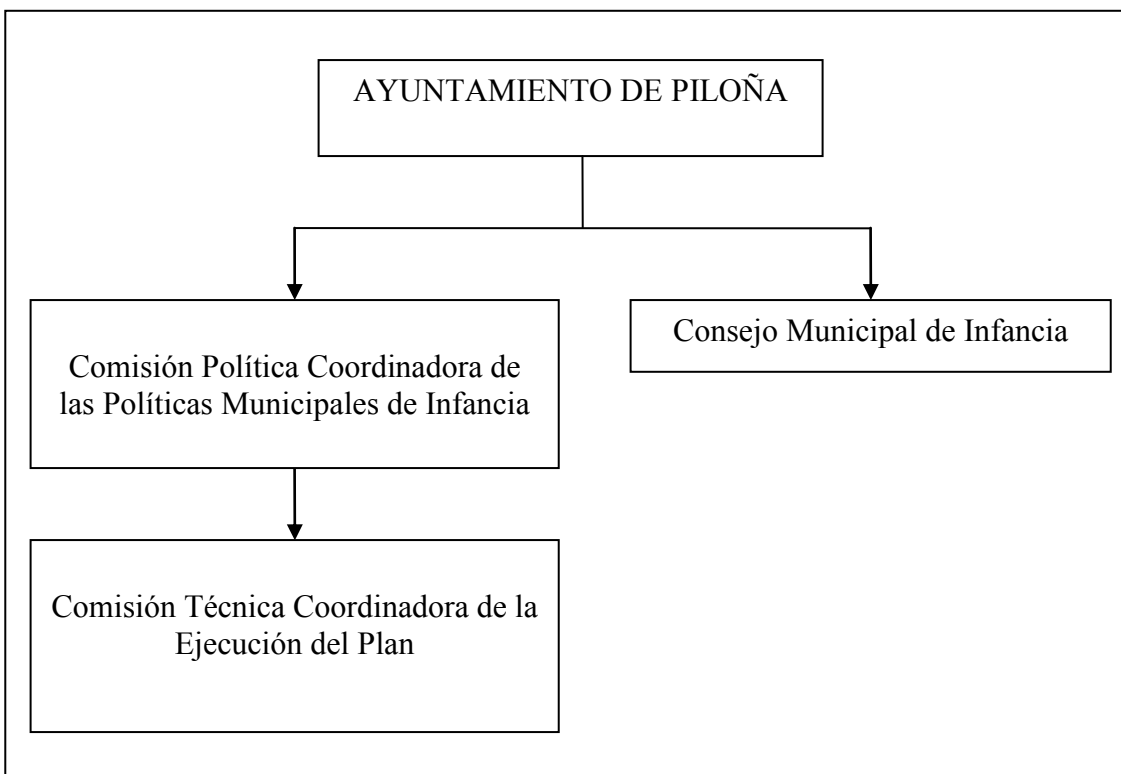 AYUNTAMIENTO DE PILOÑA
Comisión Política Coordinadora de
las Políticas Municipales de Infancia
Consejo Municipal de Infancia
Comisión Técnica Coordinadora de la
Ejecución del Plan